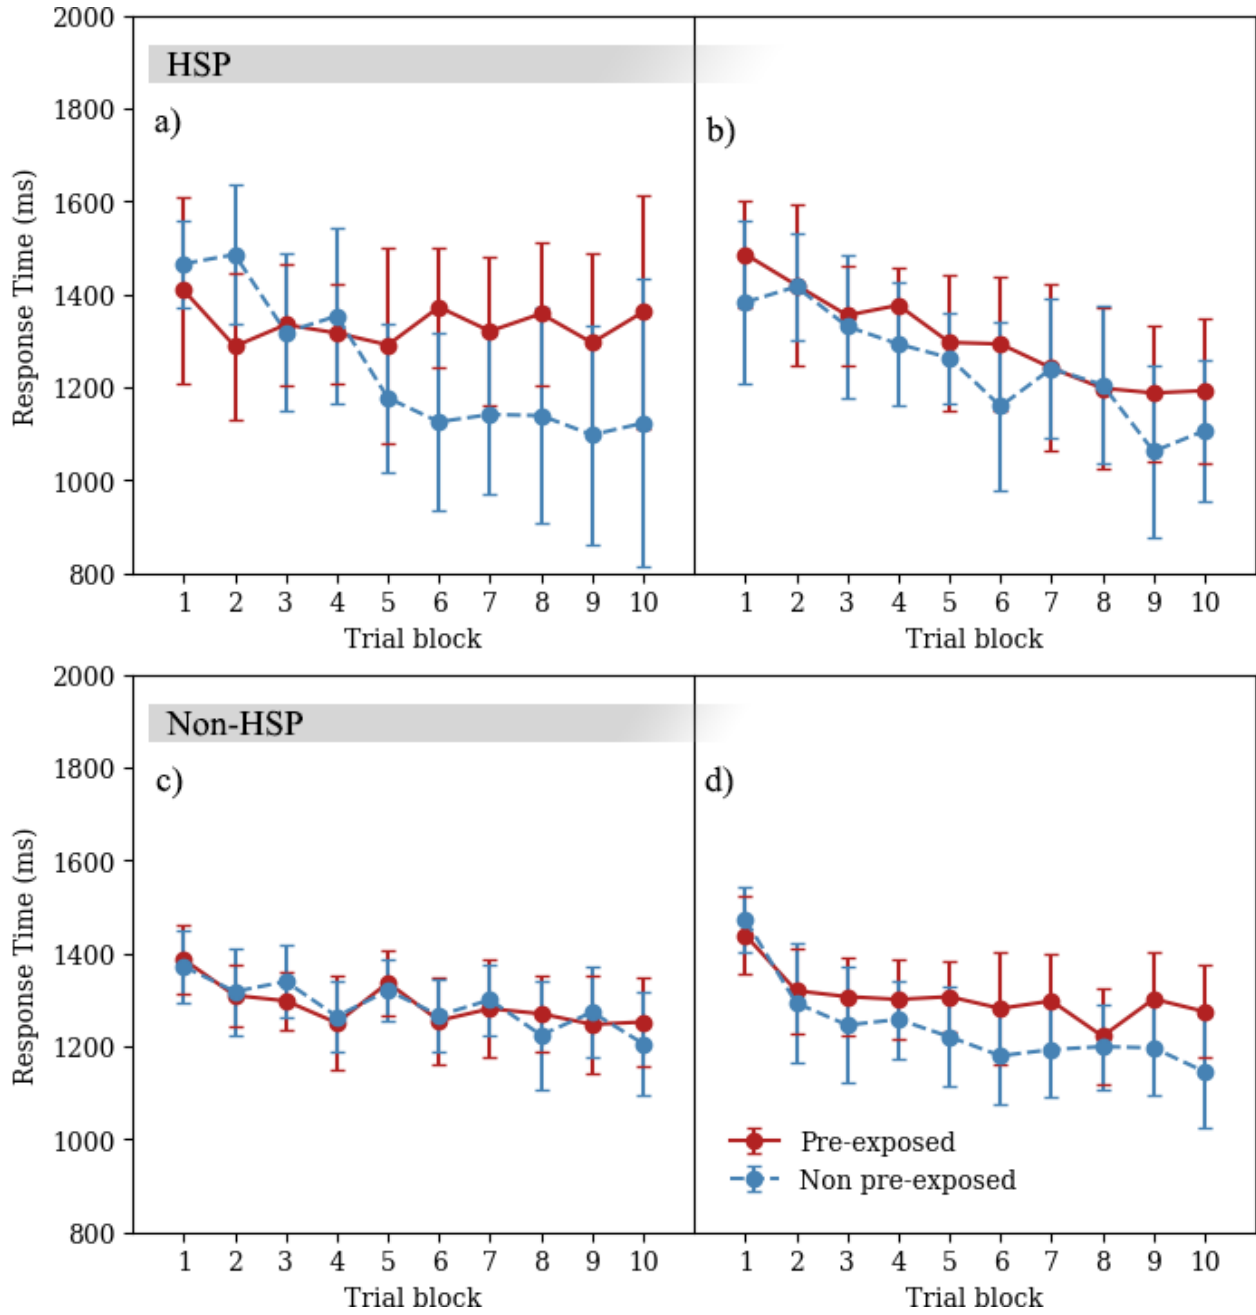 2000
HSP
1800
a)
b)
1600
1400
1200
1000
800
Response Time (ms)
1 2 3 4 5 6 7 8 9 10
1 2 3 4 5 6 7 8 9 10
Trial block
Trial block
2000
Non-HSP
1800
c)
d)
1600
1400
1200
1000
800
Response Time (ms)
Pre-exposed
Non pre-exposed
1 2 3 4 5 6 7 8 9 10
1 2 3 4 5 6 7 8 9 10
Trial block
Trial block